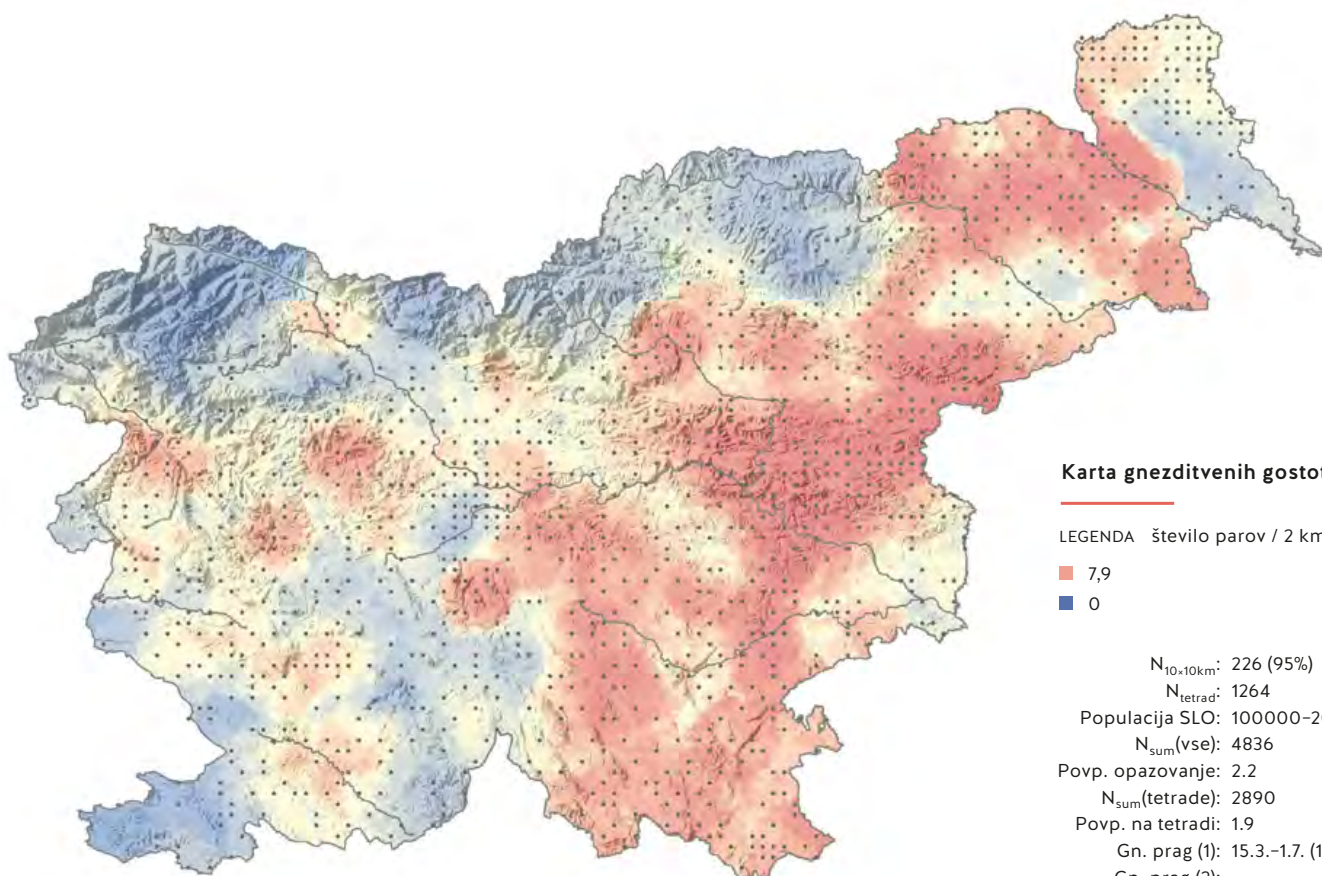 Karta gnezditvenih gostot
LEGENDA število parov / 2 km
7,9
0
N10×10km: 226 (95%)
Ntetrad: 1264
Populacija SLO: 100000–20
Nsum(vse): 4836
Povp. opazovanje: 2.2
Nsum(tetrade): 2890
Povp. na tetradi: 1.9
Gn. prag (1): 15.3.–1.7. (1